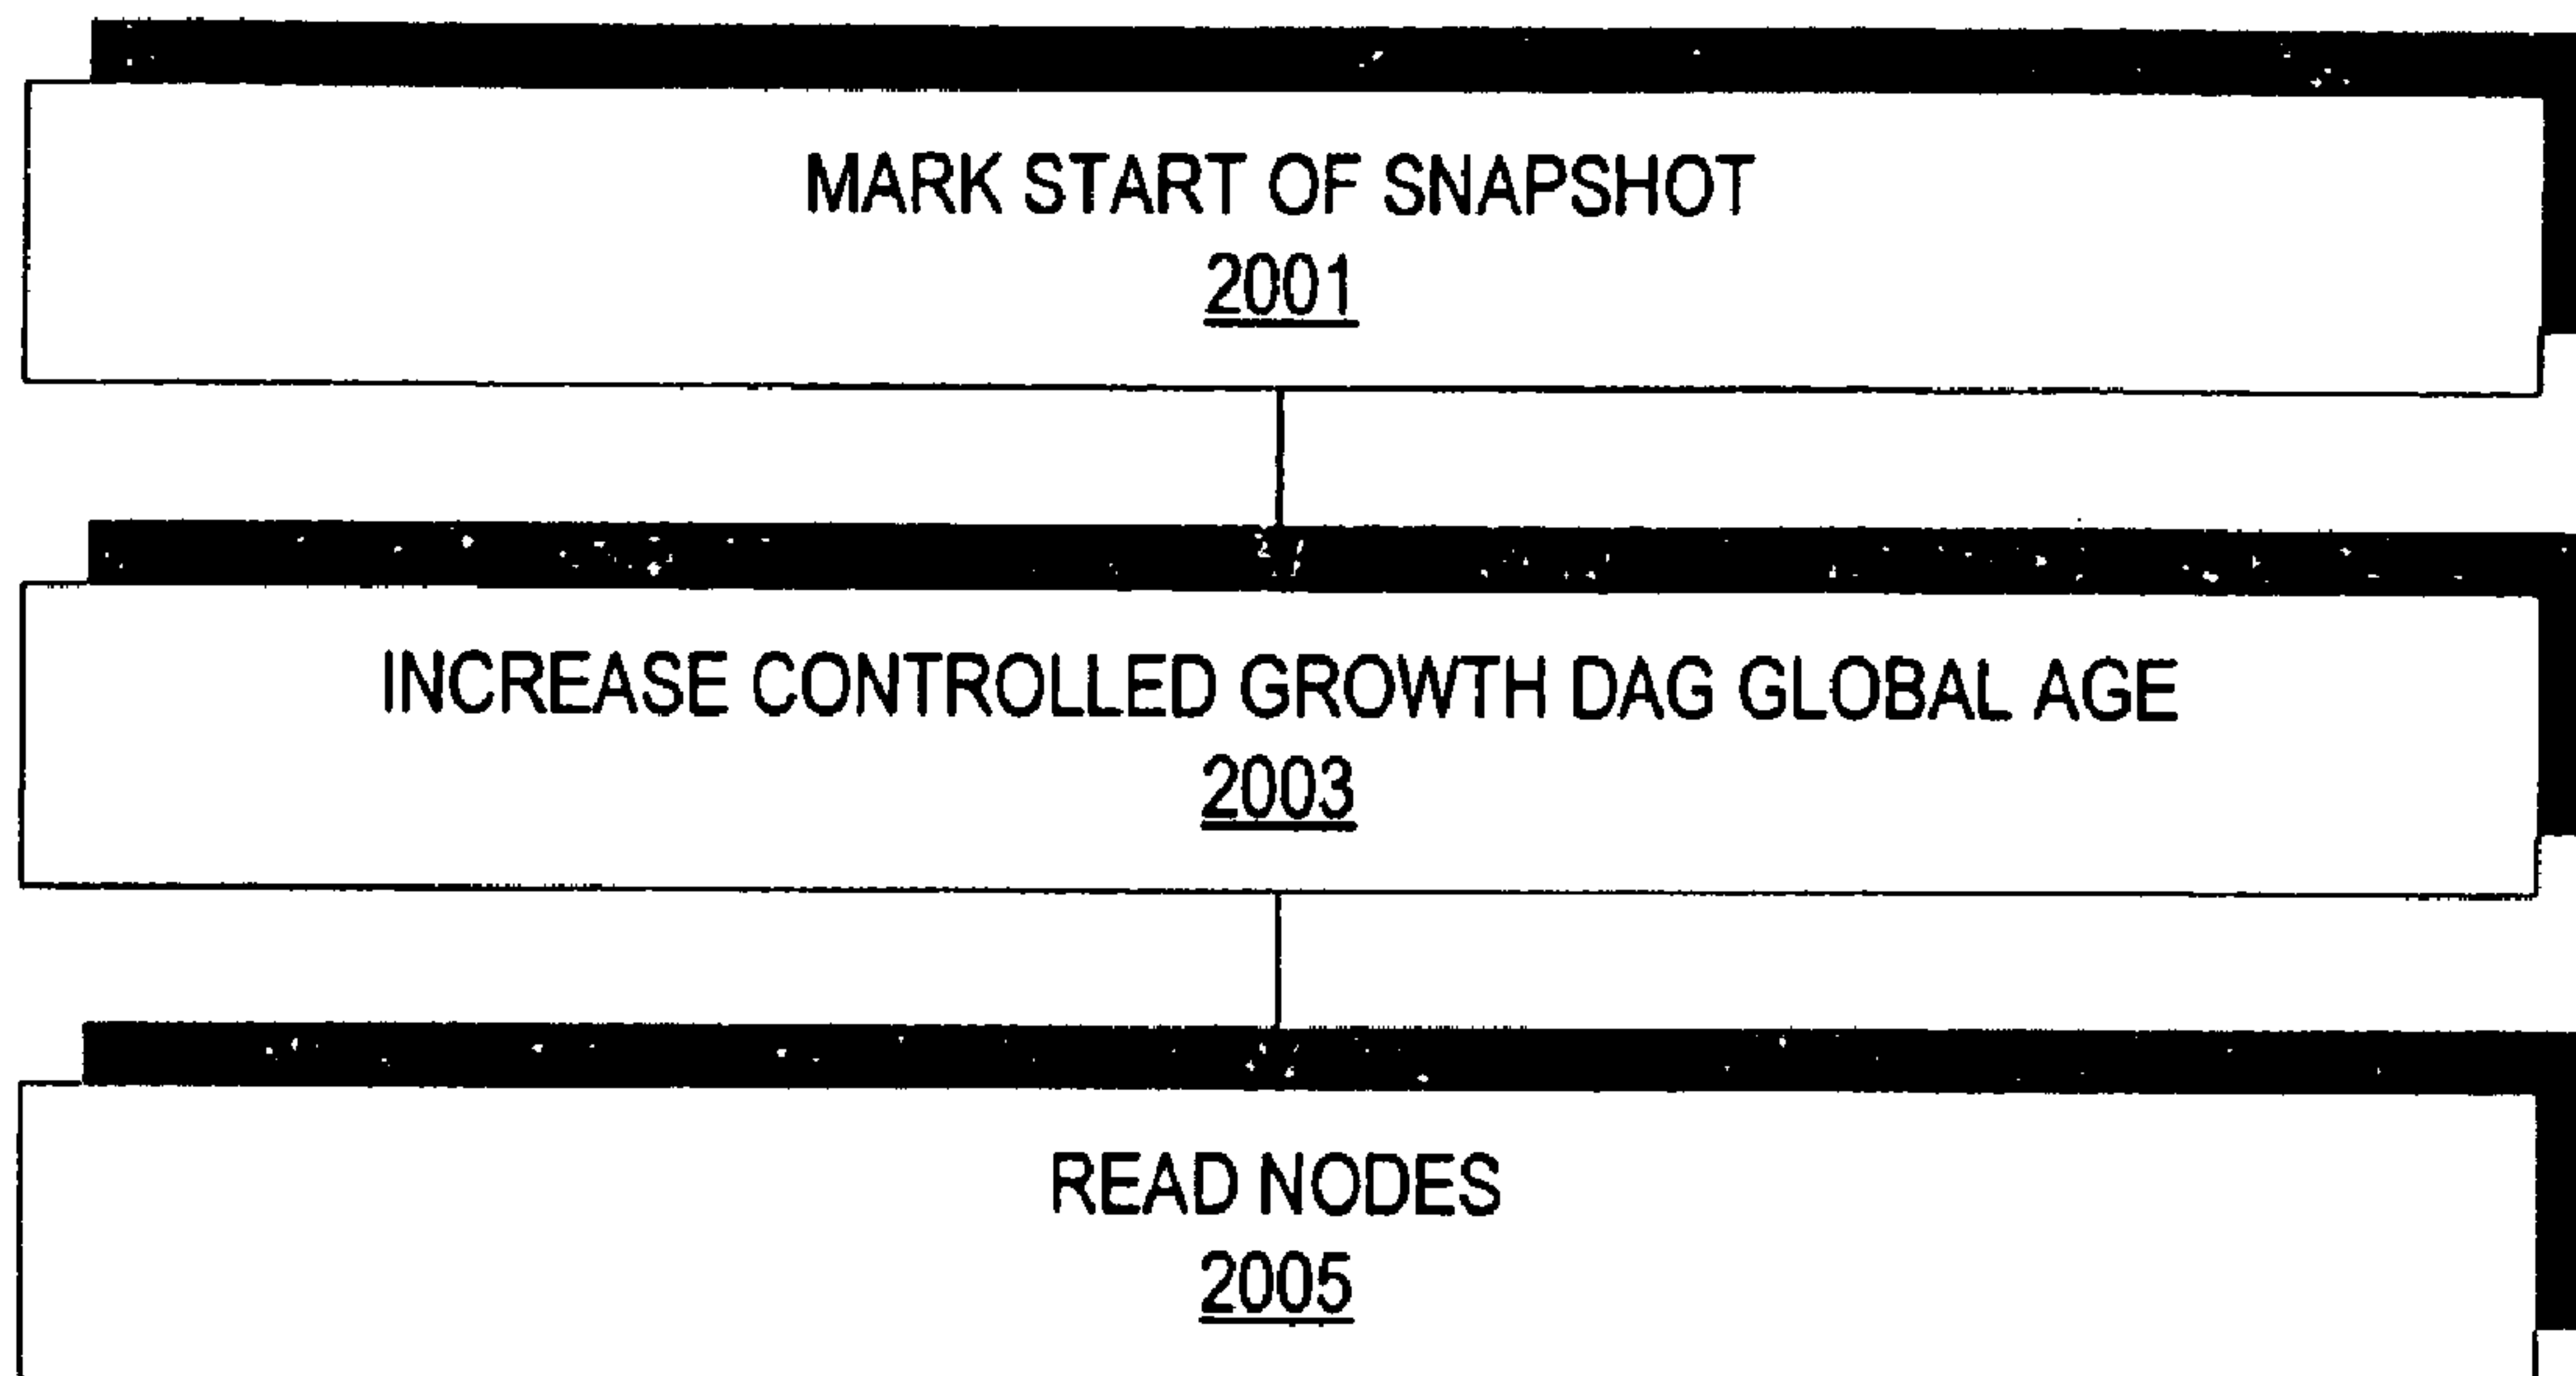 MARK START OF SNAPSHOT
2001
INCREASE CONTROLLED GROWTH DAG GLOBAL AGE
2003
READ NODES
2005